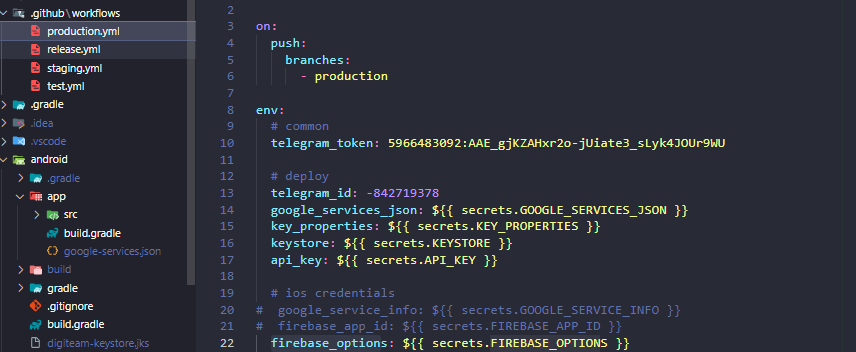 .github\workflows
production.yml
release.yml
staging.yml
test.yml
.gradle
.idea
.vscode
android
.gradle
app
src
build.gradle
google-services.json
build
gradle
.gitignore
build.gradle
digiteam-keystore.jks
2
3 on:
4 push:
5 branches:
6 - production
7
8 env:
9 # common
10 telegram_token: 5966483092:AAE_gjKZAHxr2o-jUiate3_sLyk4JOUr9WU
11
12 # deploy
13 telegram_id: -842719378
14 google_services_json: ${{ secrets.GOOGLE_SERVICES_JSON }}
15 key_properties: ${{ secrets.KEY_PROPERTIES }}
16 keystore: ${{ secrets.KEYSTORE }}
17 api_key: ${{ secrets.API_KEY }}
18
19 # ios credentials
20 # google_service_info: ${{ secrets.GOOGLE_SERVICE_INFO }}
21 # firebase_app_id: ${{ secrets.FIREBASE_APP_ID }}
22 firebase_options: ${{ secrets.FIREBASE_OPTIONS }}